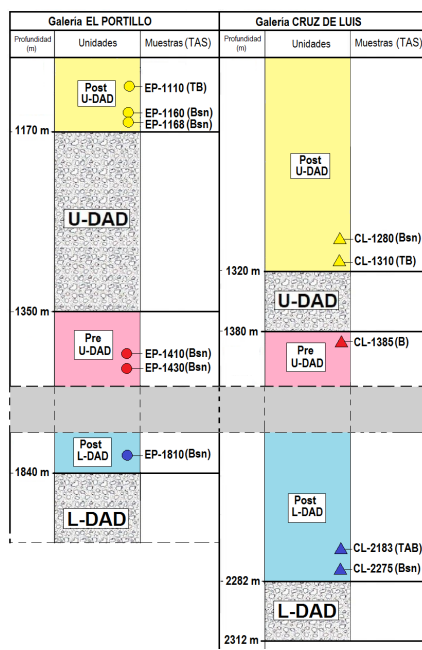 Galeria EL PORTILLO
Profundidad
(m)
Unidades
Muestras (TAS)
Post
U-DAD
EP-1110 (TB)
EP-1160 (Bsn)
EP-1168 (Bsn)
1170 m
U-DAD
1350 m
Pre
U-DAD
EP-1410 (Bsn)
EP-1430 (Bsn)
Post
L-DAD
EP-1810 (Bsn)
1840 m
L-DAD
Galeria CRUZ DE LUIS
Profundidad
(m)
Unidades
Muestras (TAS)
Post
U-DAD
CL-1280 (Bsn)
CL-1310 (TB)
1320 m
U-DAD
1380 m
Pre
U-DAD
CL-1385 (B)
Post
L-DAD
CL-2183 (TAB)
CL-2275 (Bsn)
2282 m
L-DAD
2312 m